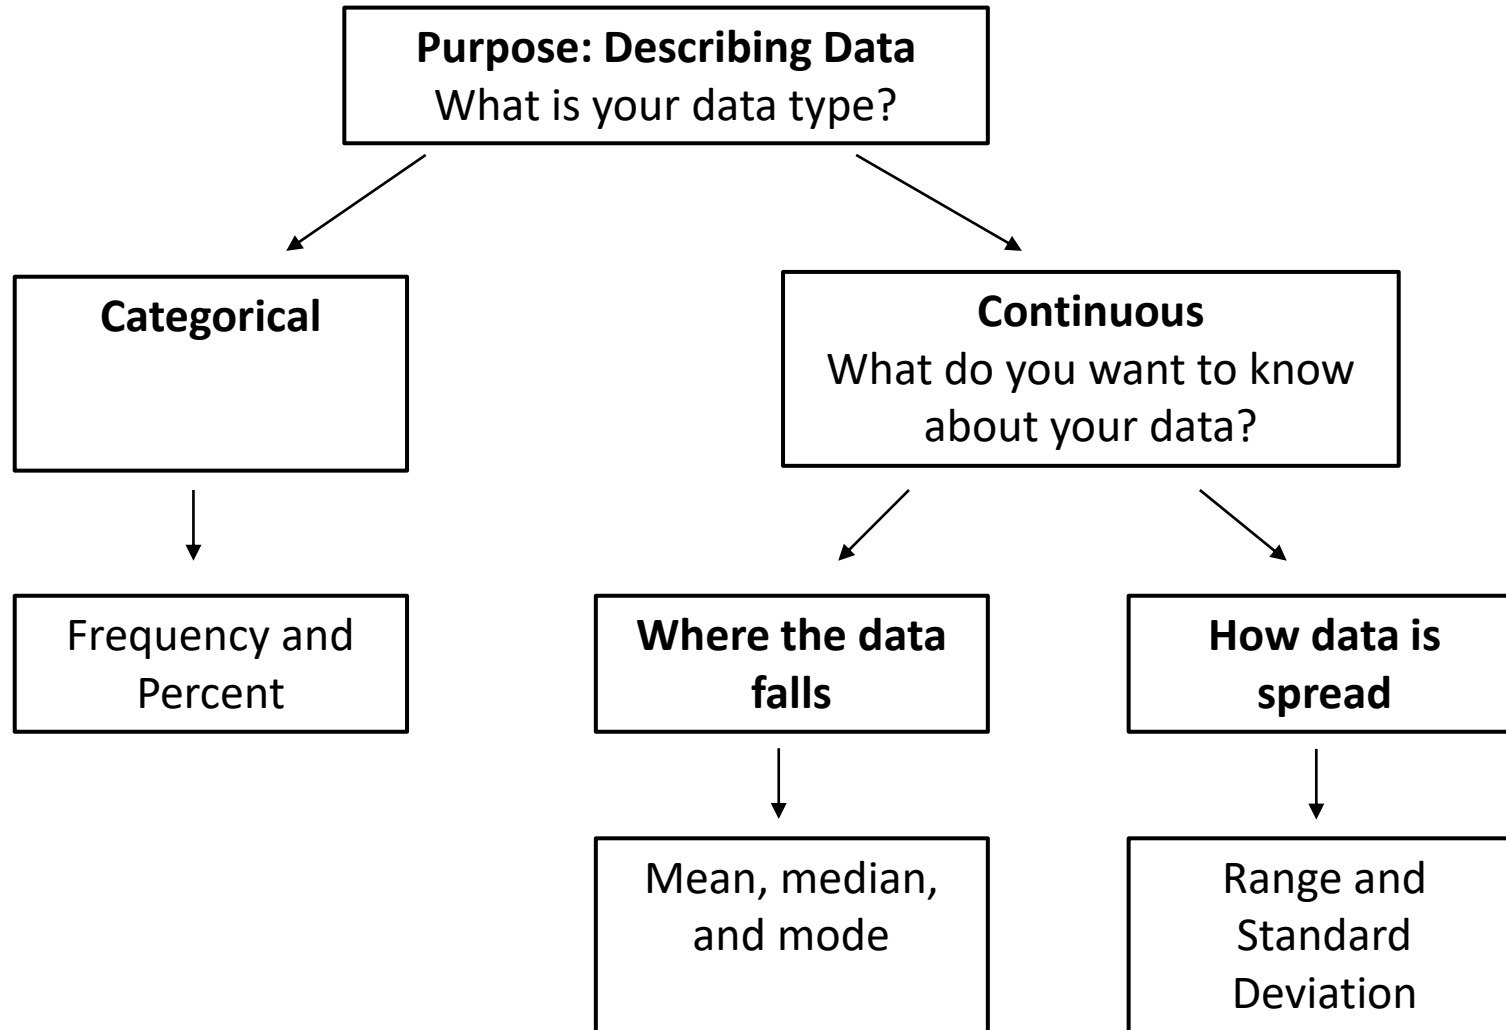 Purpose: Describing Data
What is your data type?
Categorical
Continuous
What do you want to know
about your data?
Frequency and
Percent
Where the data
falls
How data is
spread
Mean, median,
and mode
Range and
Standard
Deviation